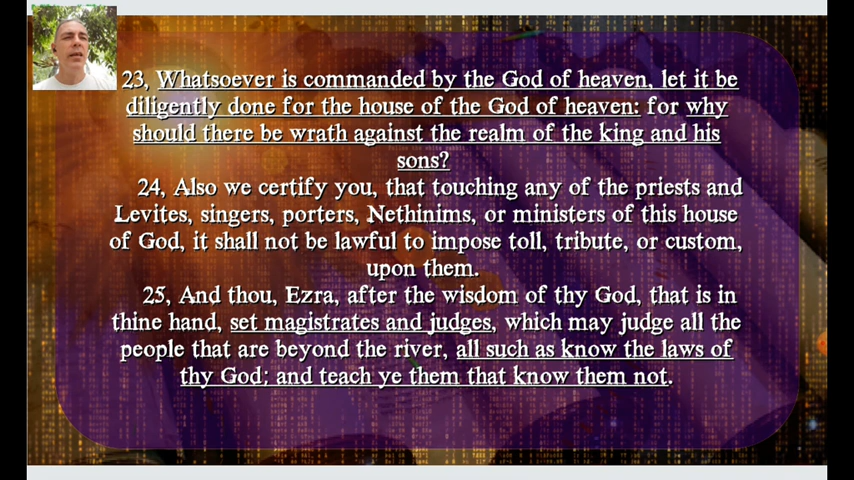 23, Whatsoever is commanded by the God of heaven, let it be
diligently done for the house of the God of heaven: for why
should there be wrath against the realm of the king and his
sons?
24, Also we certify you, that touching any of the priests and
Levites, singers, porters, Nethinims, or ministers of this house
of God, it shall not be lawful to impose toll, tribute, or custom,
upon them.
25, And thou, Ezra, after the wisdom of thy God, that is in
thine hand, set magistrates and judges, which may judge all the
people that are beyond the river, all such as know the laws of
thy God; and teach ye them that know them not.